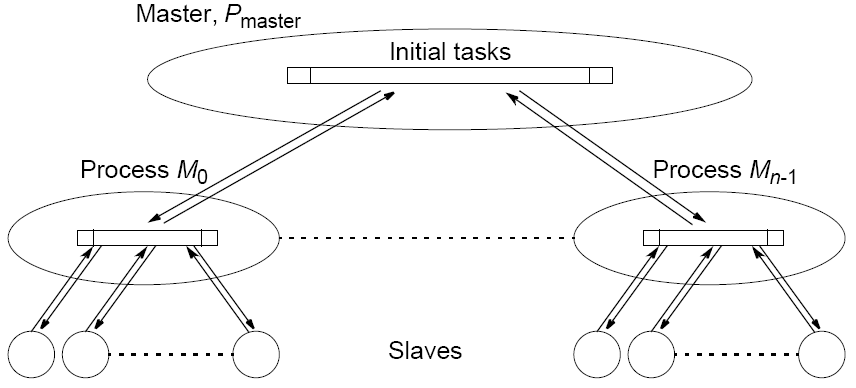 Master, Pmaster
Initial tasks
Process M0
Process Mn-1
Slaves